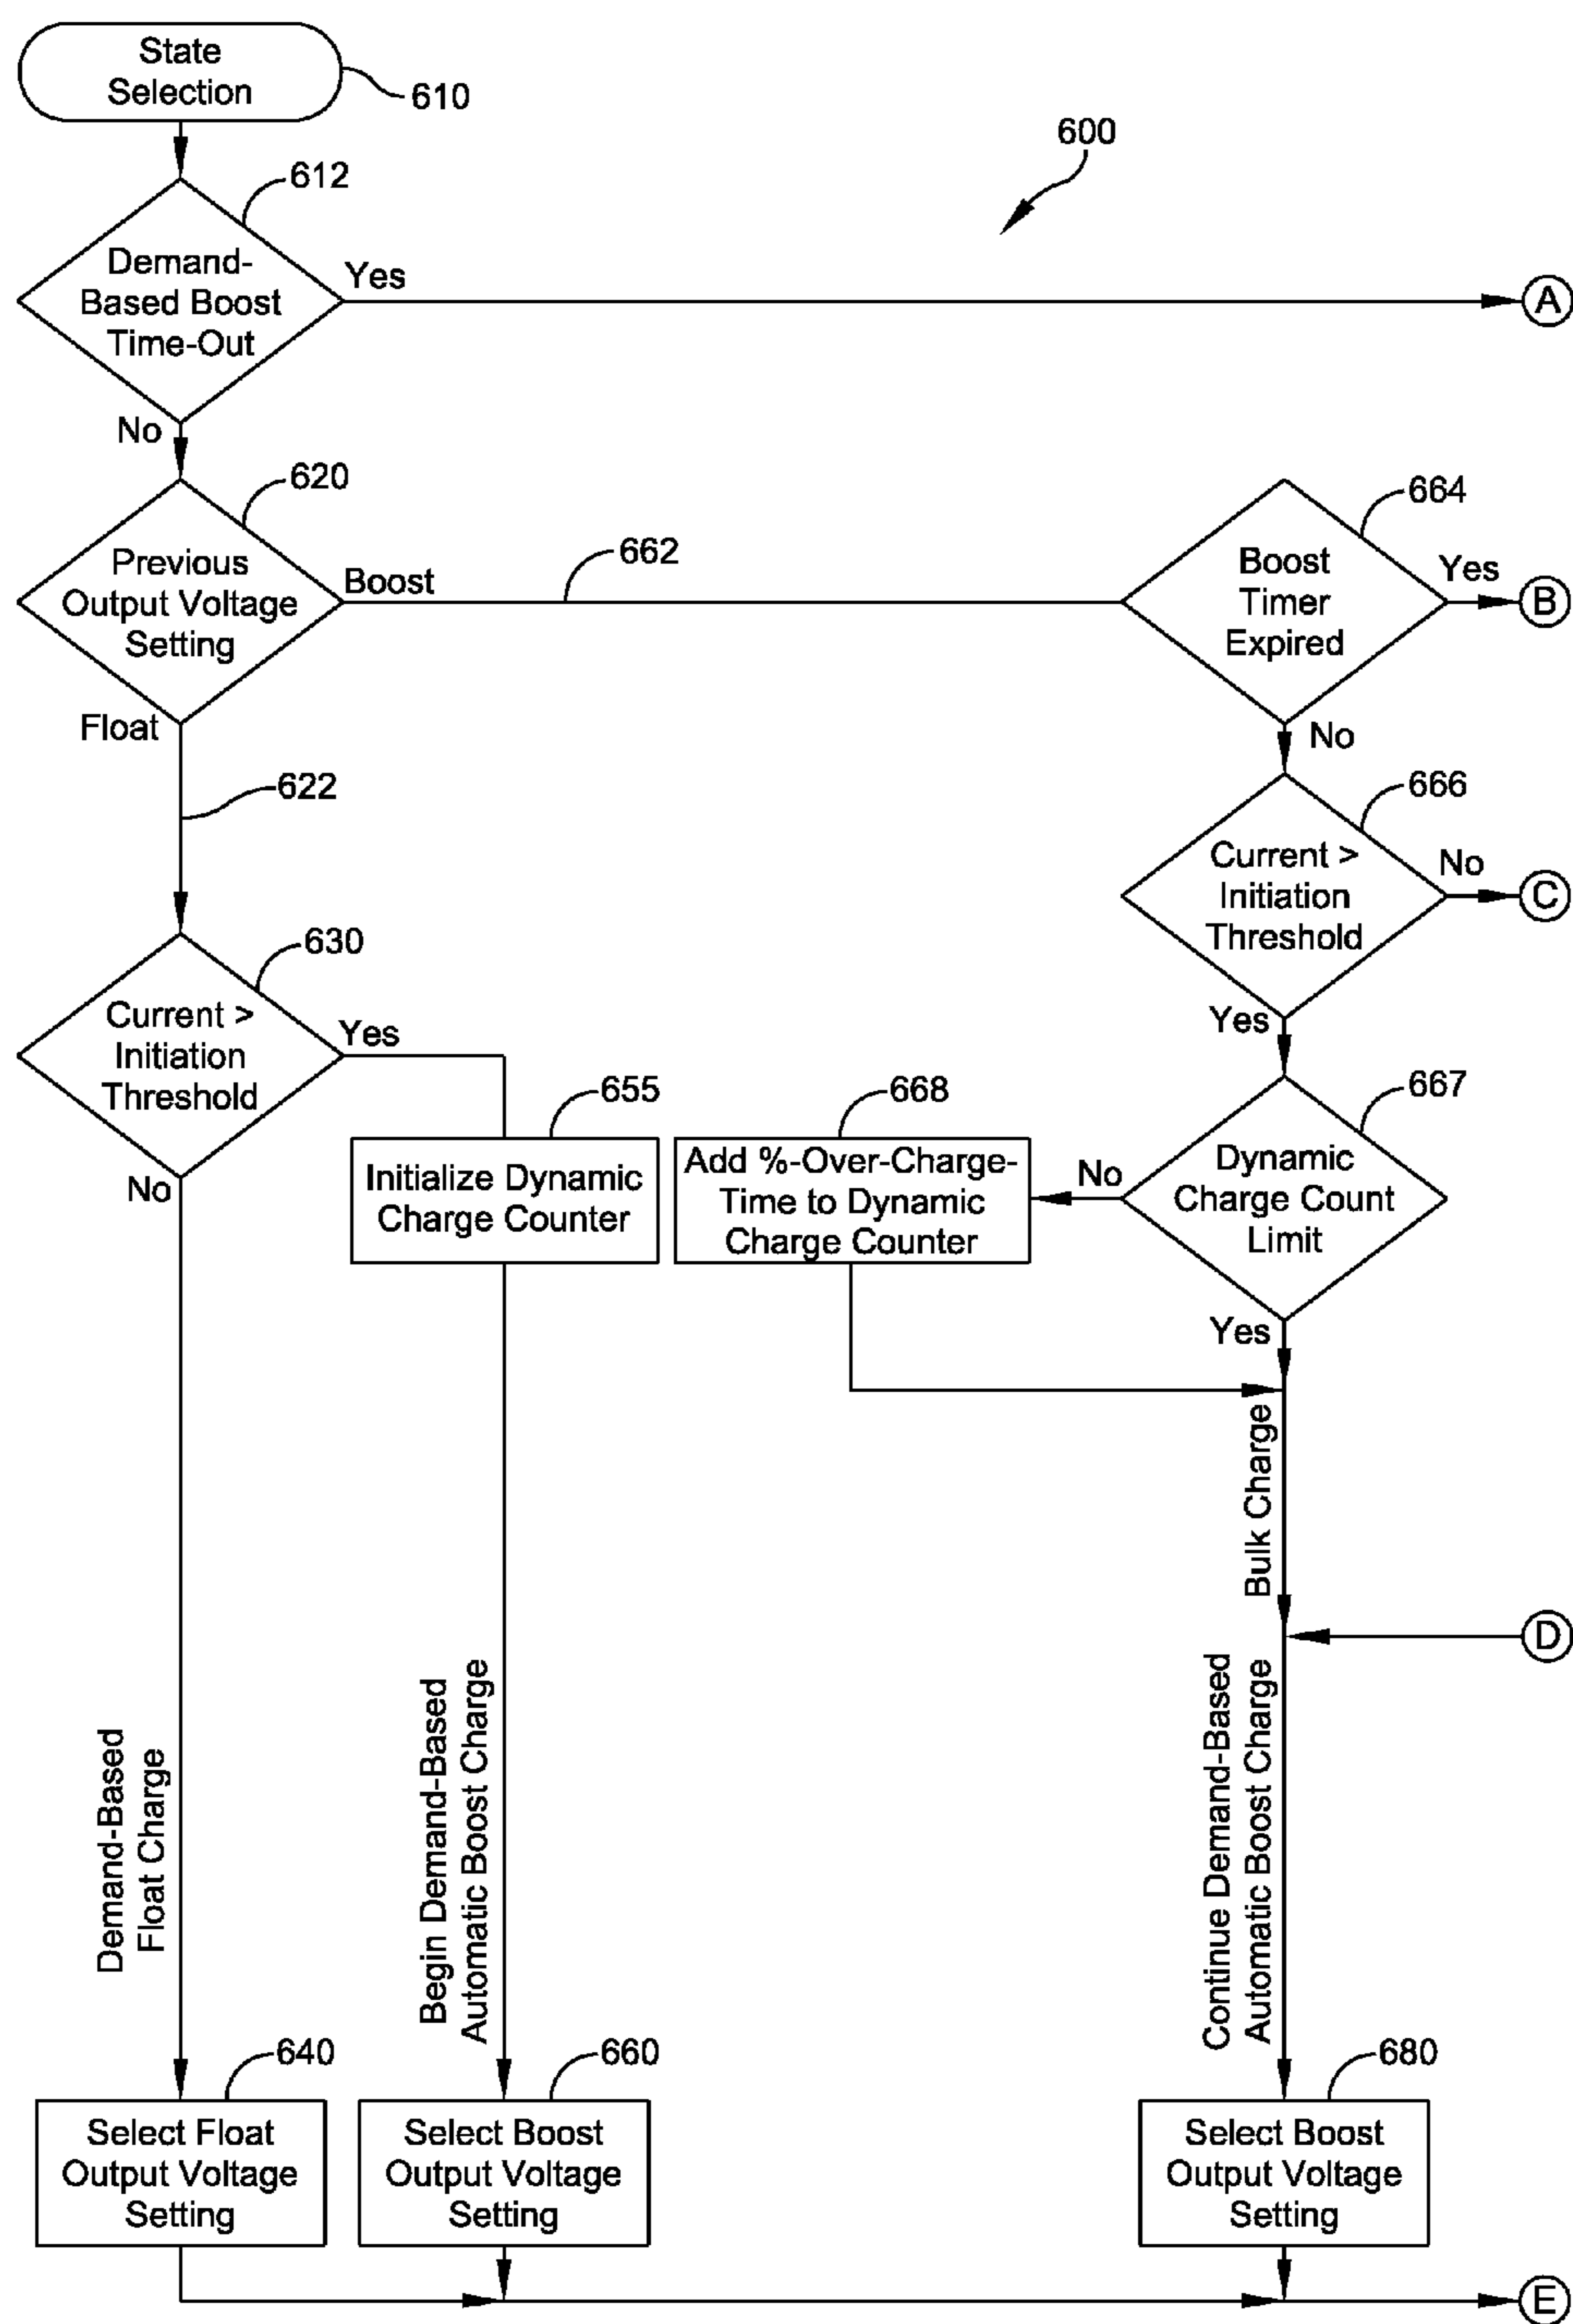 State
Selection
610
600
612
Demand-
Based Boost
Time-Out
Yes
A
No
620
Previous
Output Voltage
Setting
Boost
662
664
Boost
Timer
Expired
Yes
B
Float
No
622
666
Current >
Initiation
Threshold
No
C
Yes
630
Current >
Initiation
Threshold
Yes
No
655
Initialize Dynamic
Charge Counter
668
Add %-Over-Charge-
Time to Dynamic
Charge Counter
No
667
Dynamic
Charge Count
Limit
Yes
Bulk Charge
D
Demand-Based
Float Charge
Begin Demand-Based
Automatic Boost Charge
Continue Demand-Based
Automatic Boost Charge
640
Select Float
Output Voltage
Setting
660
Select Boost
Output Voltage
Setting
680
Select Boost
Output Voltage
Setting
E